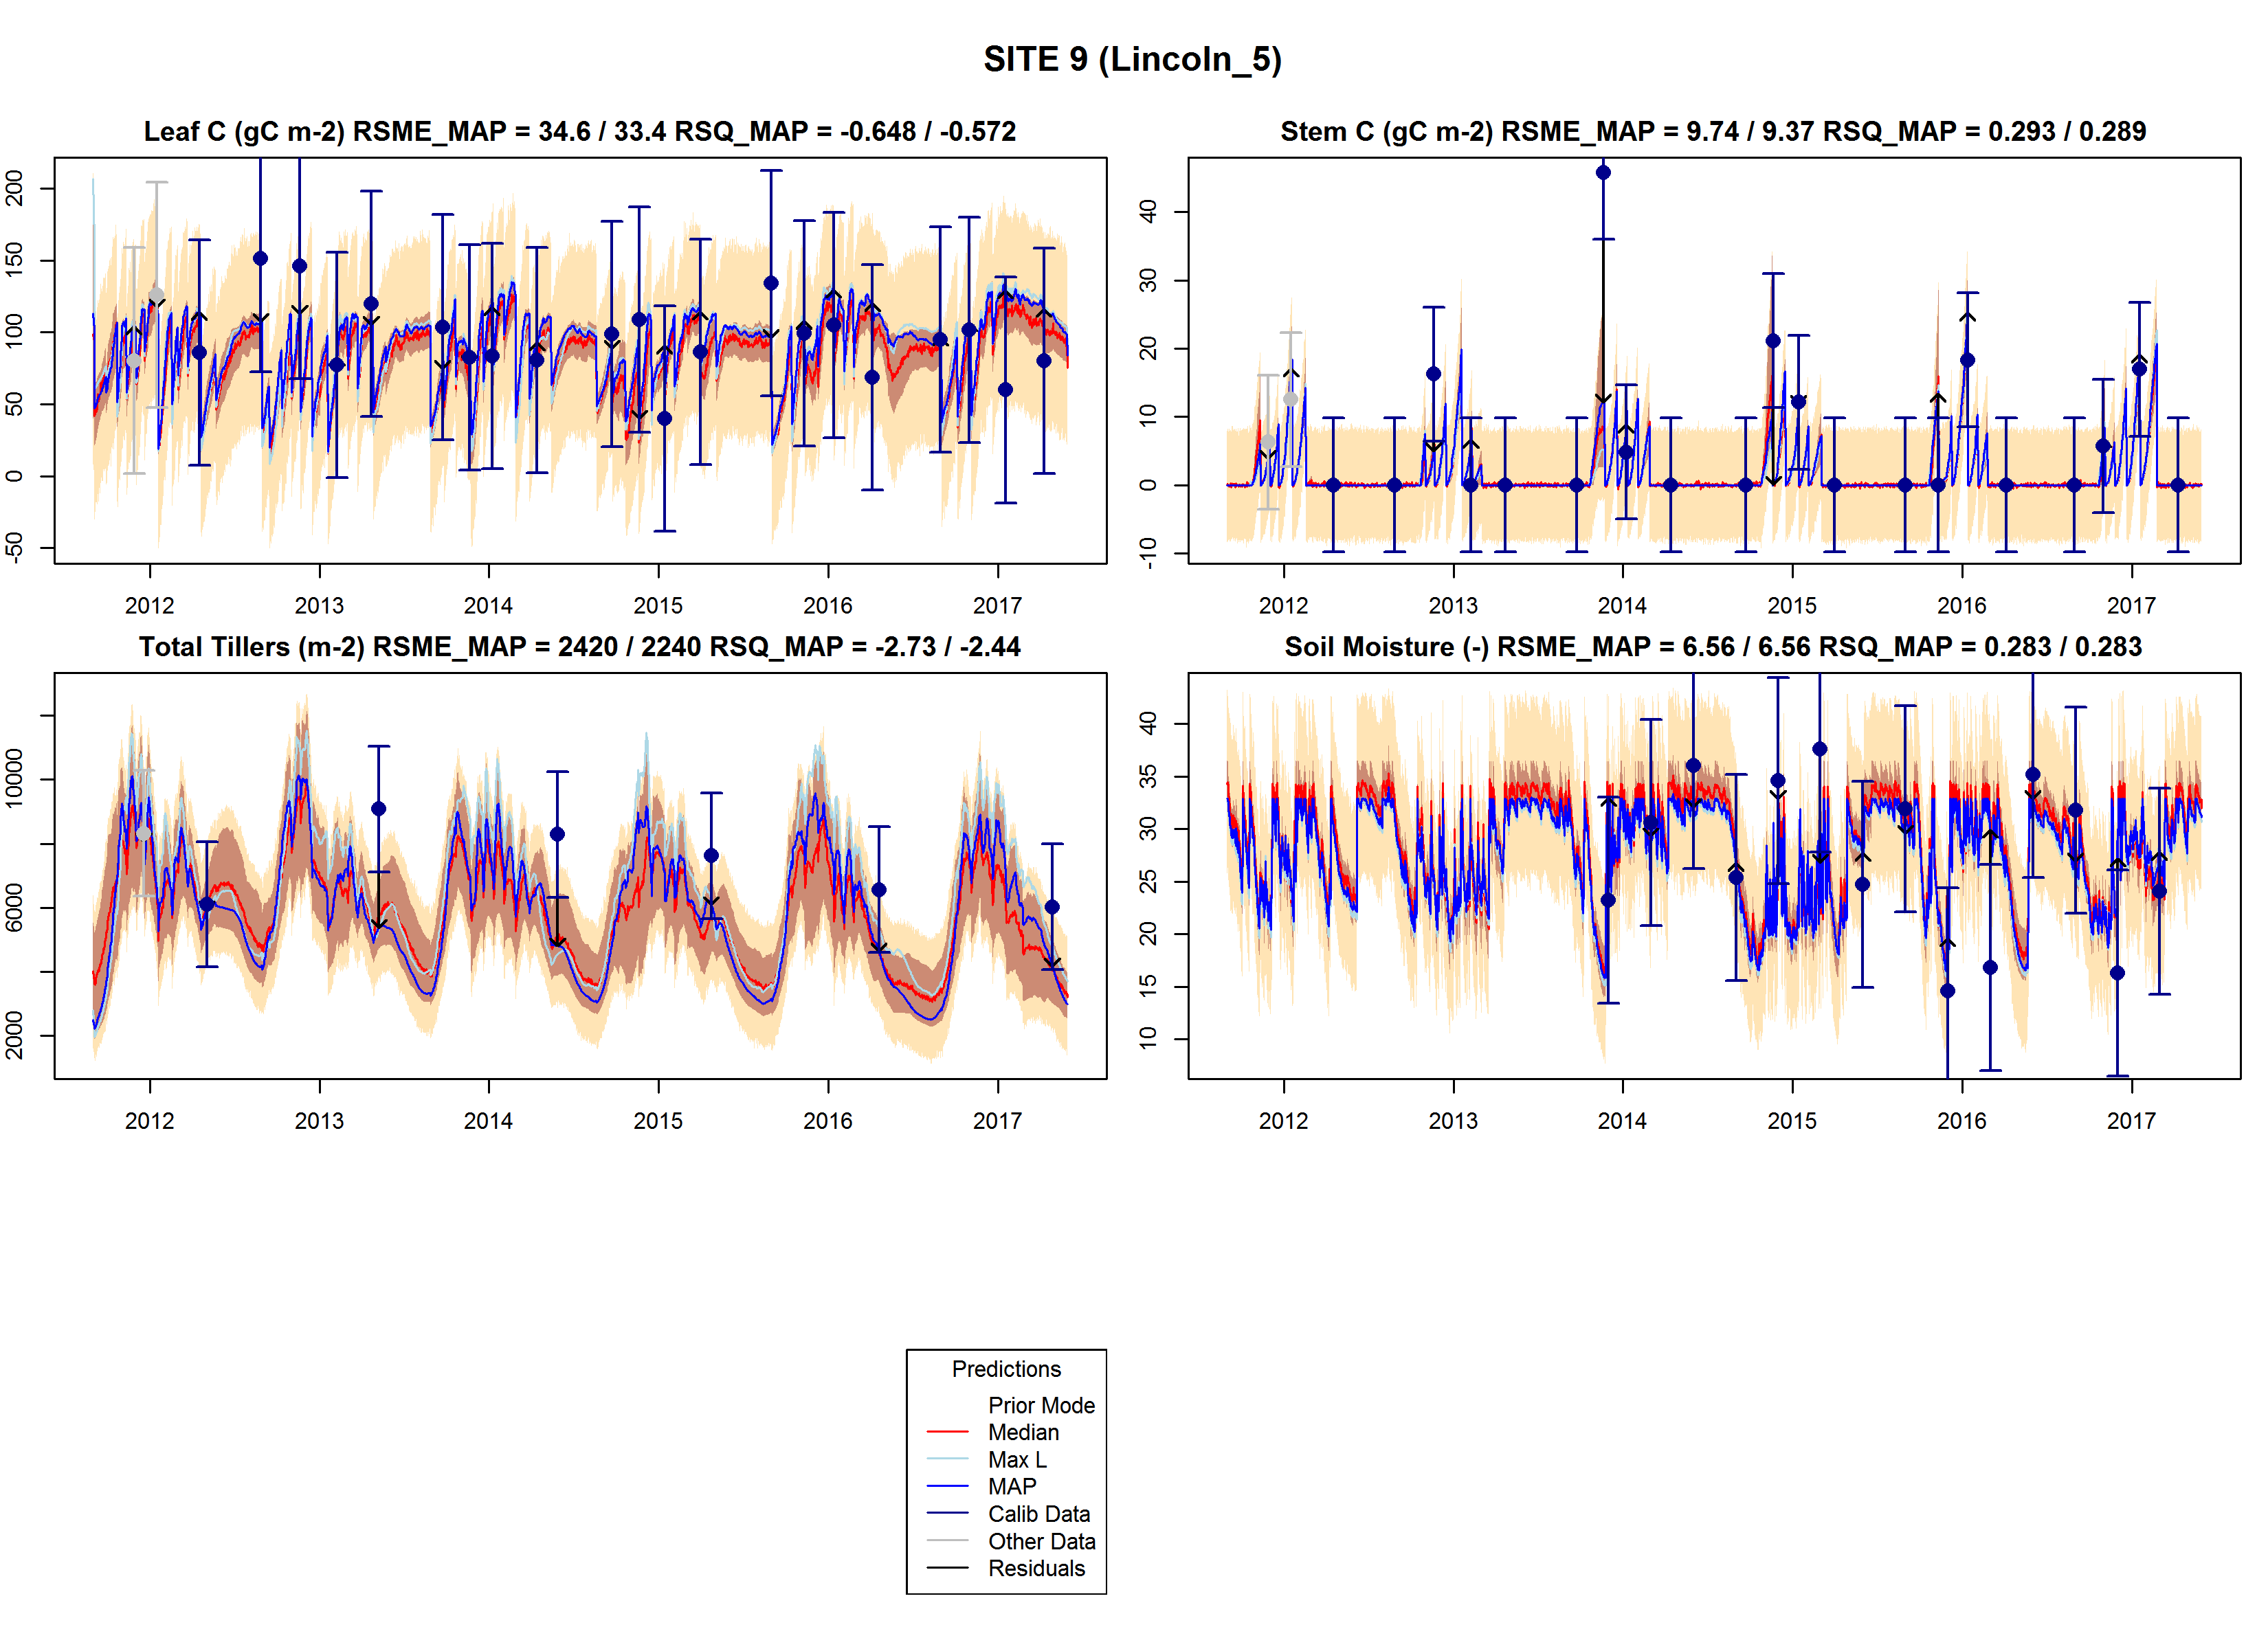 SITE 9 (Lincoln_5)
Leaf C (gC m-2) RSME_MAP = 34.6 / 33.4 RSQ_MAP = -0.648 / -0.572
200
150
100
50
0
-50
2012 2013 2014 2015 2016 2017
Stem C (gC m-2) RSME_MAP = 9.74 / 9.37 RSQ_MAP = 0.293 / 0.289
40
30
20
10
0
-10
2012 2013 2014 2015 2016 2017
Total Tillers (m-2) RSME_MAP = 2420 / 2240 RSQ_MAP = -2.73 / -2.44
10000
6000
2000
2012 2013 2014 2015 2016 2017
Soil Moisture (-) RSME_MAP = 6.56 / 6.56 RSQ_MAP = 0.283 / 0.283
40
35
30
25
20
15
10
2012 2013 2014 2015 2016 2017
Predictions
Prior Mode
Median
Max L
MAP
Calib Data
Other Data
Residuals